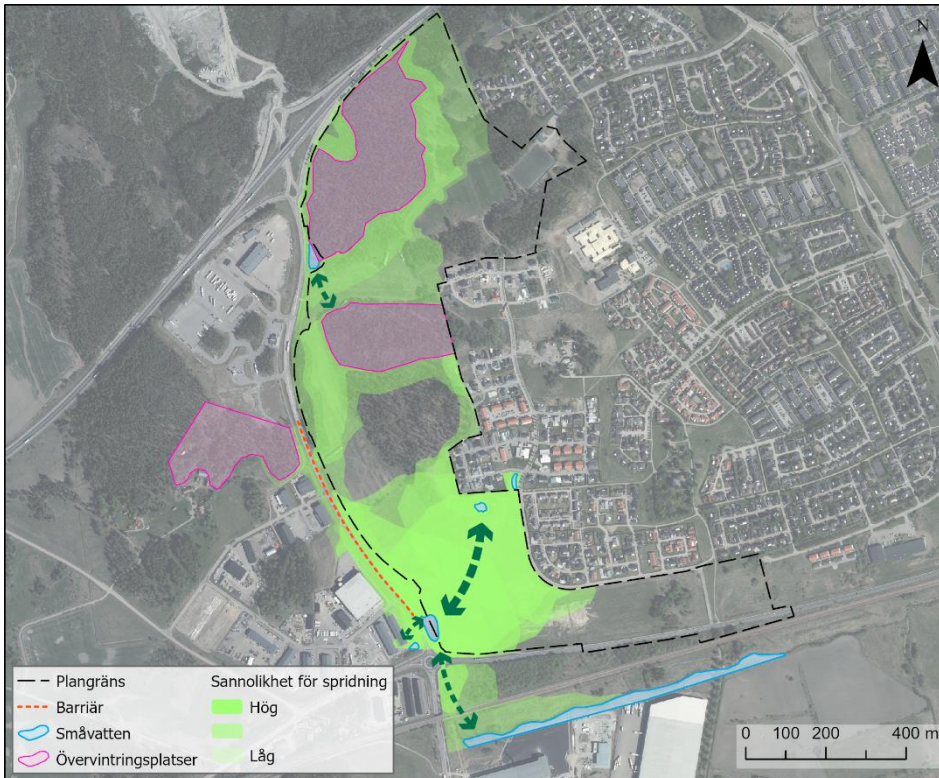 N
Plangräns
Barriär
Småvatten
Övervintringsplatser
Sannolikhet för spridning
Hög
Låg
0 100 200 400 m